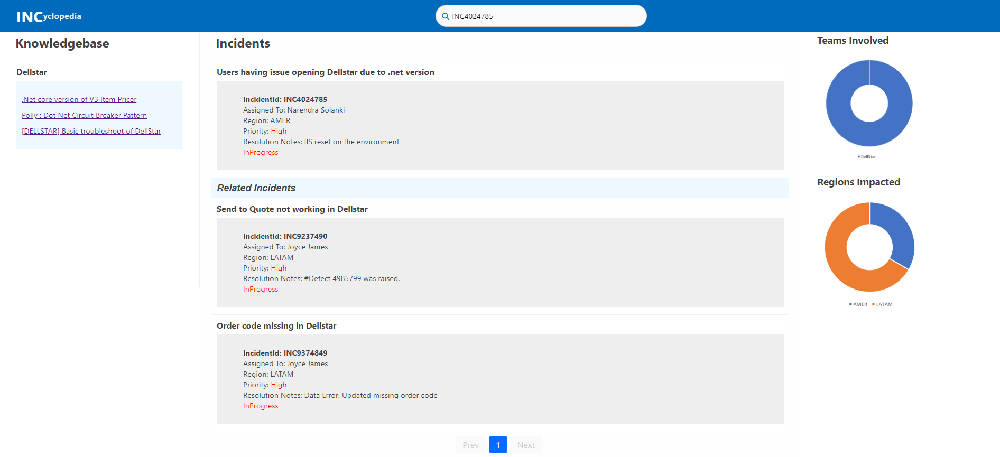 INCyclopedia
INC4024785
Knowledgebase
Dellstar
.Net core version of V3 Item Pricer
Polly : Dot Net Circuit Breaker Pattern
[DELLSTAR] Basic troubleshoot of DellStar
Incidents
Users having issue opening Dellstar due to .net version
IncidentId: INC4024785
Assigned To: Narendra Solanki
Region: AMER
Priority: High
Resolution Notes: IIS reset on the environment
InProgress
Related Incidents
Send to Quote not working in Dellstar
IncidentId: INC9237490
Assigned To: Joyce James
Region: LATAM
Priority: High
Resolution Notes: #Defect 4985799 was raised.
InProgress
Order code missing in Dellstar
IncidentId: INC9374849
Assigned To: Joyce James
Region: LATAM
Priority: High
Resolution Notes: Data Error. Updated missing order code
InProgress
Prev 1 Next
Teams Involved
DellStar
Regions Impacted
AMER LATAM